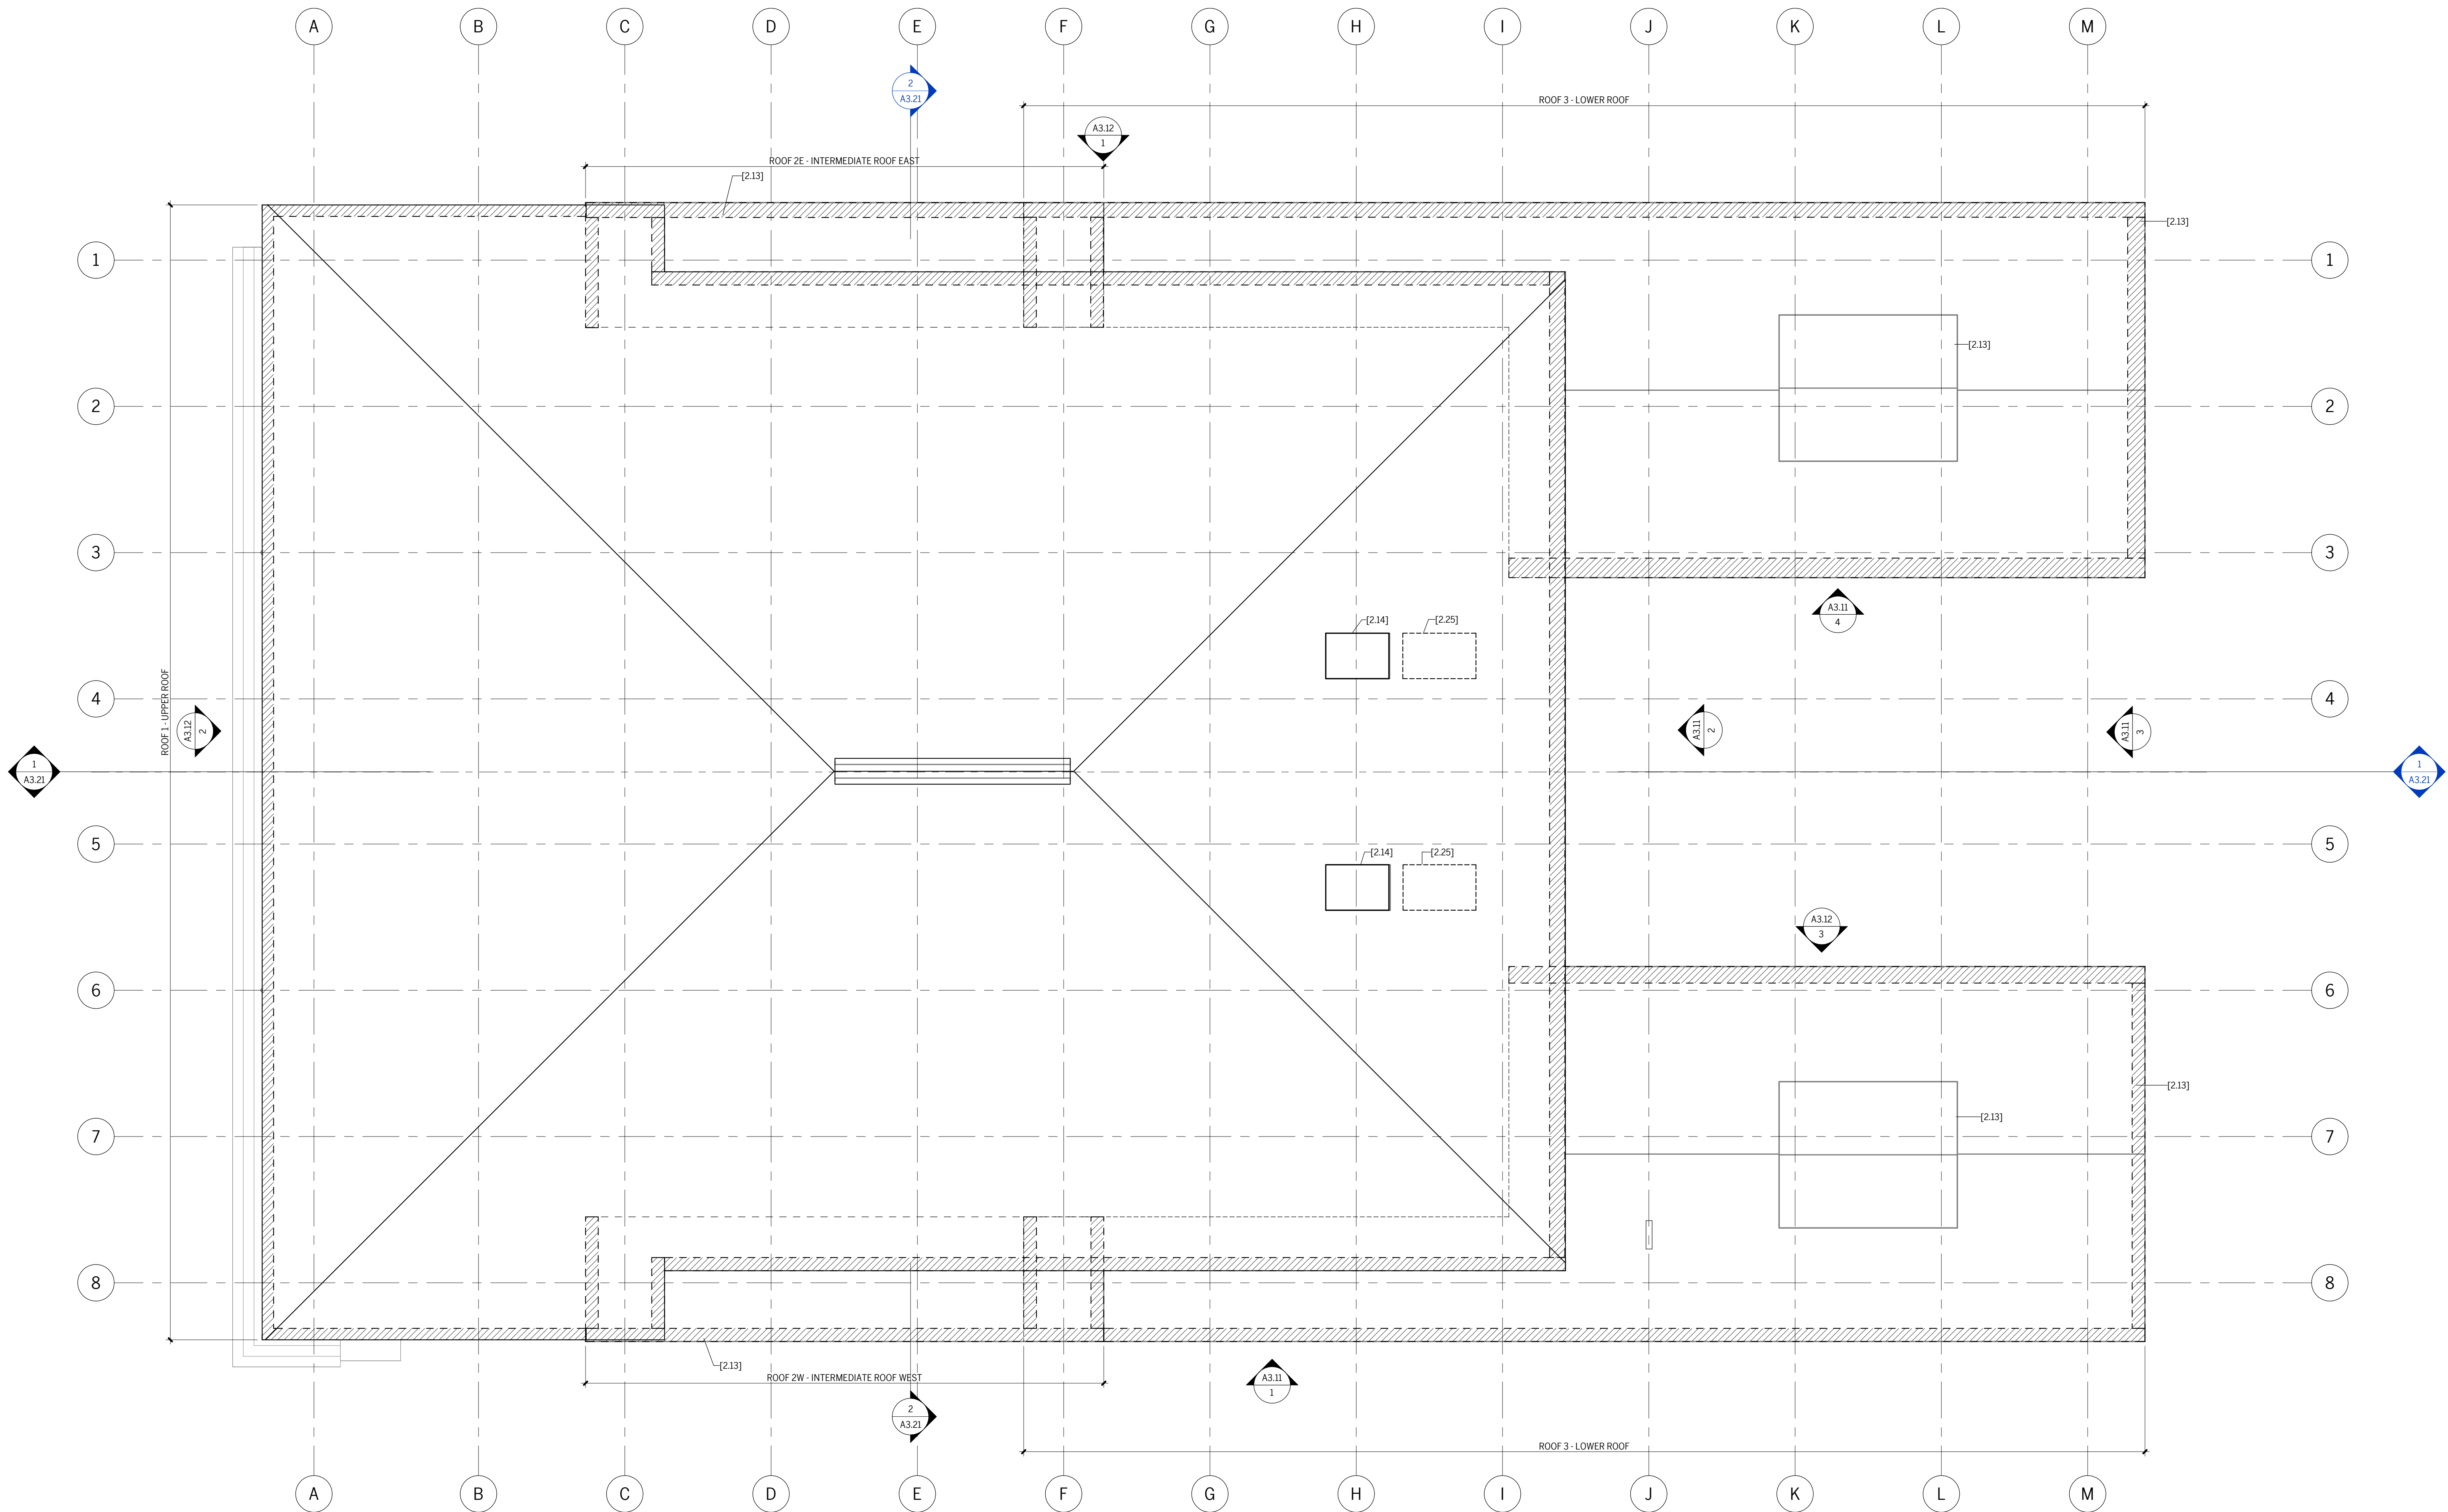 A B C D E F G H I J K L M
2
A3.21
ROOF 3 - LOWER ROOF
A3.12
1
ROOF 2E - INTERMEDIATE ROOF EAST
[2.13]
[2.13]
1 1
[2.13]
2 2
3 3
A3.11
4
[2.14] [2.25]
ROOF 1 - UPPER ROOF
4 4
A3.12
2
A3.11
2
A3.11
3
1
A3.21
1
A3.21
5 5
[2.14] [2.25]
A3.12
3
6 6
[2.13]
[2.13]
7 7
8 8
[2.13]
ROOF 2W - INTERMEDIATE ROOF WEST
A3.11
1
2
A3.21
ROOF 3 - LOWER ROOF
A B C D E F G H I J K L M